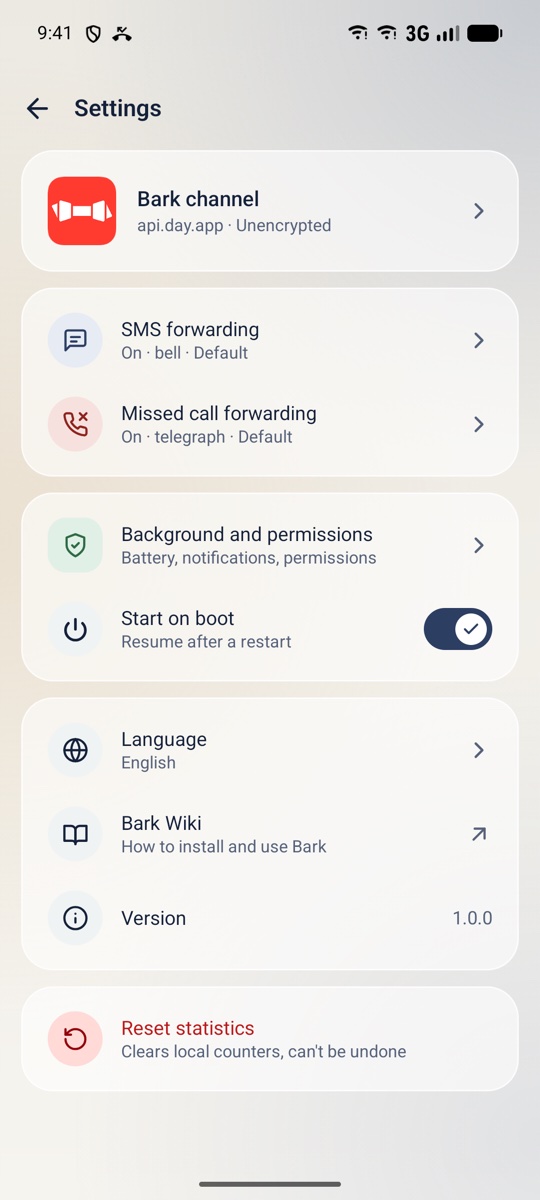 9:41
3G
Settings
Bark channel
api.day.app · Unencrypted
SMS forwarding
On · bell · Default
Missed call forwarding
On · telegraph · Default
Background and permissions
Battery, notifications, permissions
Start on boot
Resume after a restart
Language
English
Bark Wiki
How to install and use Bark
Version
1.0.0
Reset statistics
Clears local counters, can't be undone